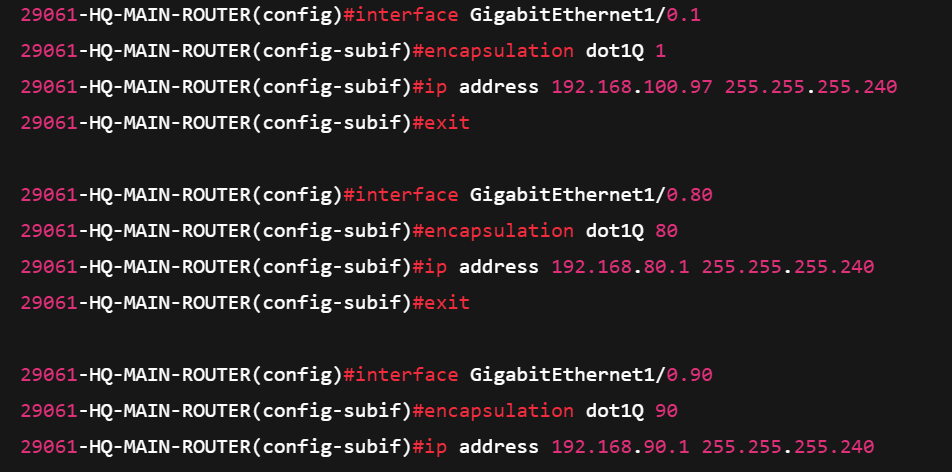 29061-HQ-MAIN-ROUTER(config)#interface GigabitEthernet1/0.1
29061-HQ-MAIN-ROUTER(config-subif)#encapsulation dot1Q 1
29061-HQ-MAIN-ROUTER(config-subif)#ip address 192.168.100.97 255.255.255.240
29061-HQ-MAIN-ROUTER(config-subif)#exit
29061-HQ-MAIN-ROUTER(config)#interface GigabitEthernet1/0.80
29061-HQ-MAIN-ROUTER(config-subif)#encapsulation dot1Q 80
29061-HQ-MAIN-ROUTER(config-subif)#ip address 192.168.80.1 255.255.255.240
29061-HQ-MAIN-ROUTER(config-subif)#exit
29061-HQ-MAIN-ROUTER(config)#interface GigabitEthernet1/0.90
29061-HQ-MAIN-ROUTER(config-subif)#encapsulation dot1Q 90
29061-HQ-MAIN-ROUTER(config-subif)#ip address 192.168.90.1 255.255.255.240